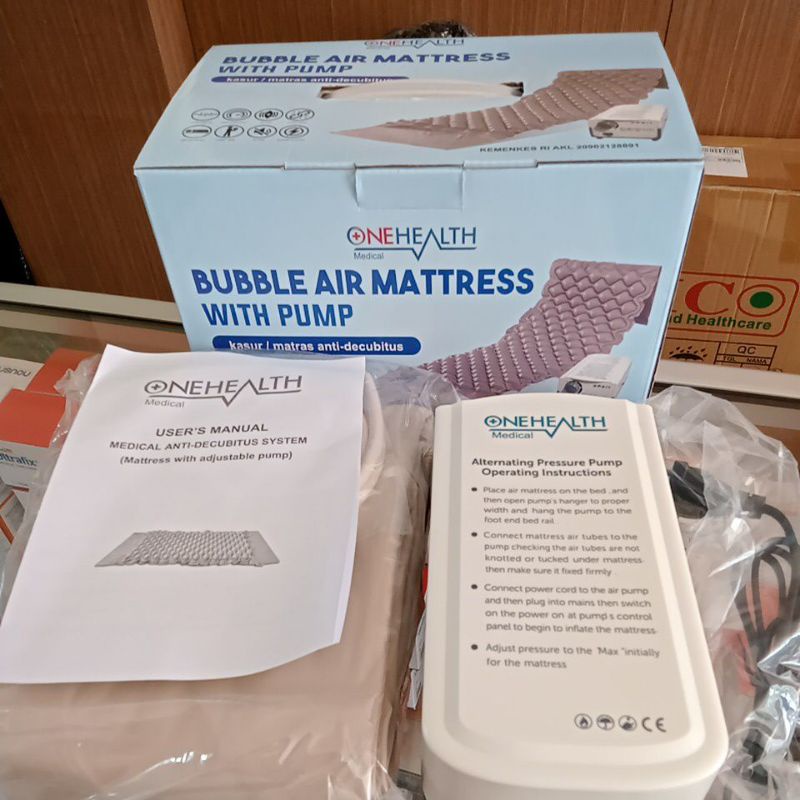 ONEHEALTH
Medical
BUBBLE AIR MATTRESS
WITH PUMP
kasur / matras anti-decubitus
KEMENKES RI AKL 20902128891
ONEHEALTH
Medical
BUBBLE AIR MATTRESS
WITH PUMP
kasur / matras anti-decubitus
CO
Healthcare
QC
TGL. NAMA
ONEHEALTH
Medical
USER'S MANUAL
MEDICAL ANTI-DECUBITUS SYSTEM
(Mattress with adjustable pump)
ONEHEALTH
Medical
Alternating Pressure Pump
Operating Instructions
Place air mattress on the bed ,and
then open pump's hanger to proper
width and hang the pump to the
foot end bed rail.
Connect mattress air tubes to the
pump checking the air tubes are not
knotted or tucked under mattress
then make sure it fixed firmly .
Connect power cord to the air pump
and then plug into mains then switch
on the power on at pump,s control
panel to begin to inflate the mattress.
Adjust pressure to the 'Max "initially
for the mattress
CE